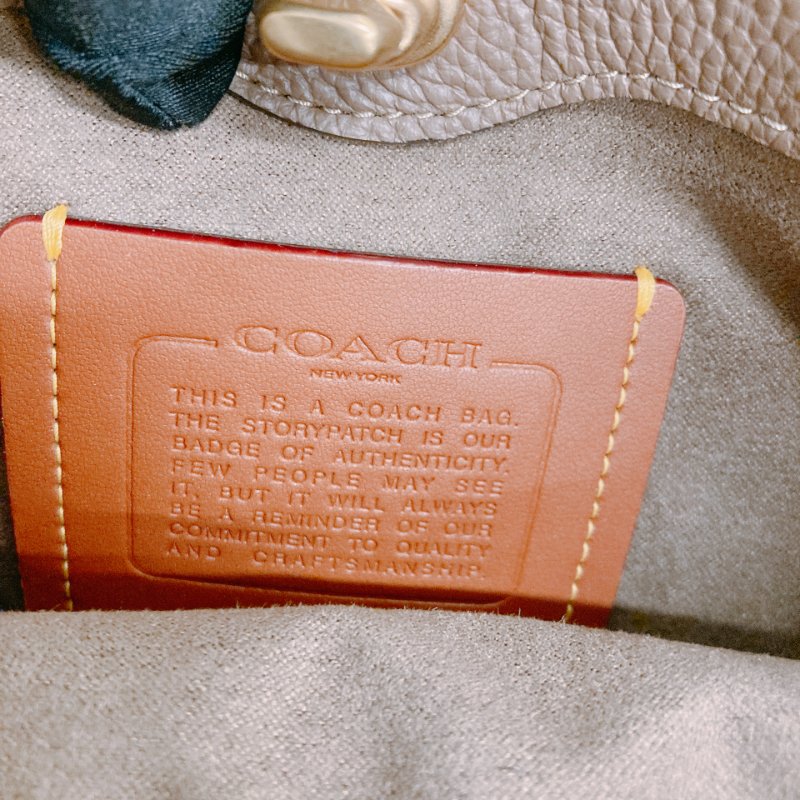 COACH
NEW YORK
THIS IS A COACH BAG.
THE STORYPATCH IS OUR
BADGE OF AUTHENTICITY.
FEW PEOPLE MAY SEE
IT, BUT IT WILL ALWAYS
BE A REMINDER OF OUR
COMMITMENT TO QUALITY
AND CRAFTSMANSHIP.